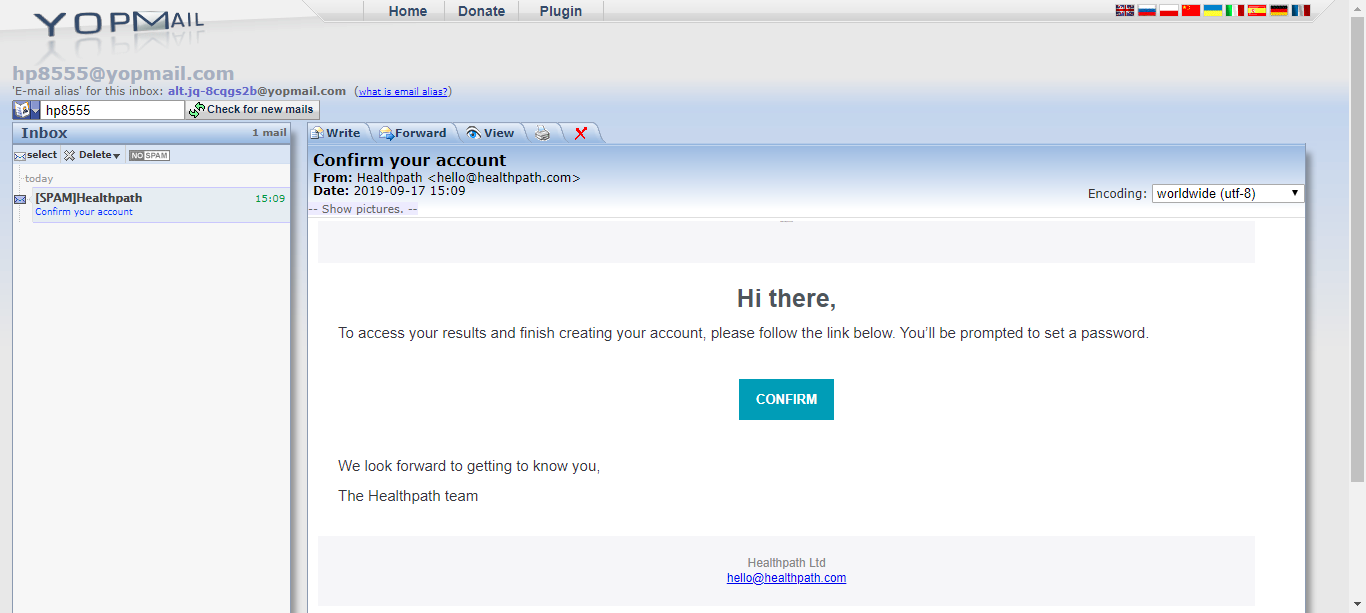 YOPMAIL
Home Donate Plugin
hp8555@yopmail.com
'E-mail alias' for this inbox: alt.jq-8cqgs2b@yopmail.com (what is email alias?)
hp8555 Check for new mails
Inbox 1 mail
select Delete NO SPAM
today
[SPAM]Healthpath 15:09
Confirm your account
Write Forward View
Confirm your account
From: Healthpath <hello@healthpath.com>
Date: 2019-09-17 15:09
Encoding: worldwide (utf-8)
-- Show pictures. --
Hi there,
To access your results and finish creating your account, please follow the link below. You’ll be prompted to set a password.
CONFIRM
We look forward to getting to know you,
The Healthpath team
Healthpath Ltd
hello@healthpath.com